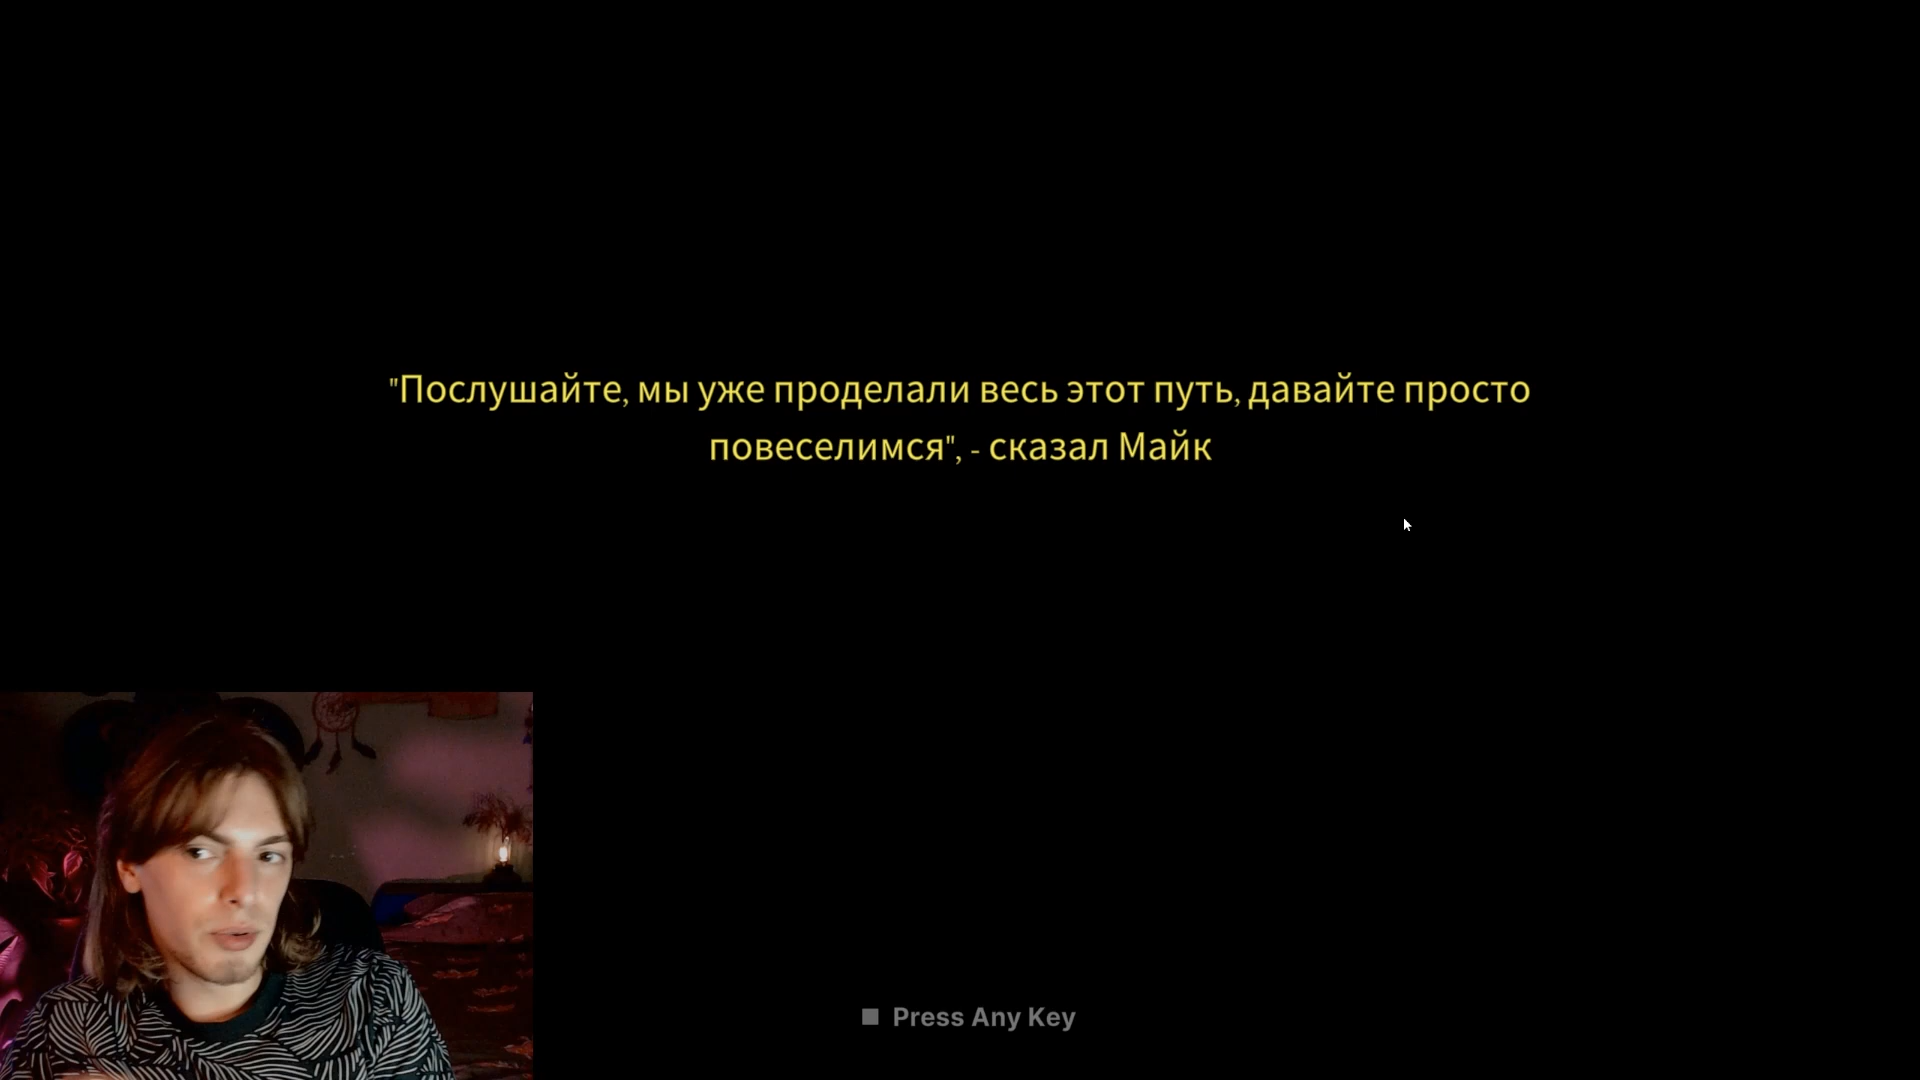 "Послушайте, мы уже проделали весь этот путь, давайте просто
повеселимся", - сказал Майк
Press Any Key